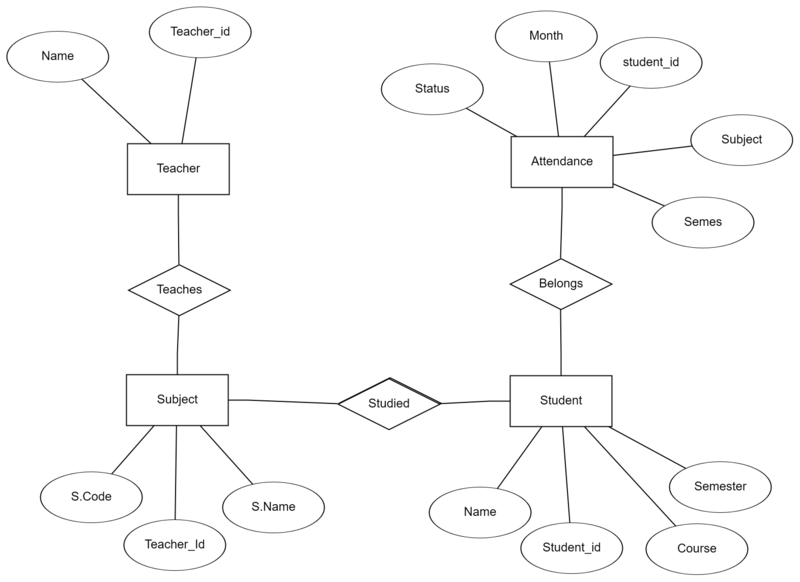 Teacher_id
Name
Month
student_id
Status
Subject
Teacher
Attendance
Semes
Teaches
Belongs
Subject
Studied
Student
Semester
S.Code
S.Name
Name
Teacher_Id
Student_id
Course